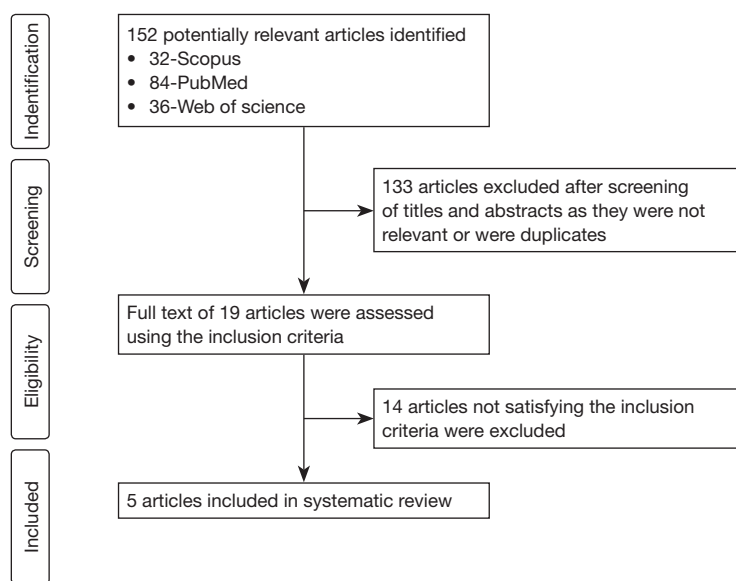 Indentification
152 potentially relevant articles identified
• 32-Scopus
• 84-PubMed
• 36-Web of science
Screening
133 articles excluded after screening
of titles and abstracts as they were not
relevant or were duplicates
Eligibility
Full text of 19 articles were assessed
using the inclusion criteria
14 articles not satisfying the inclusion
criteria were excluded
Included
5 articles included in systematic review